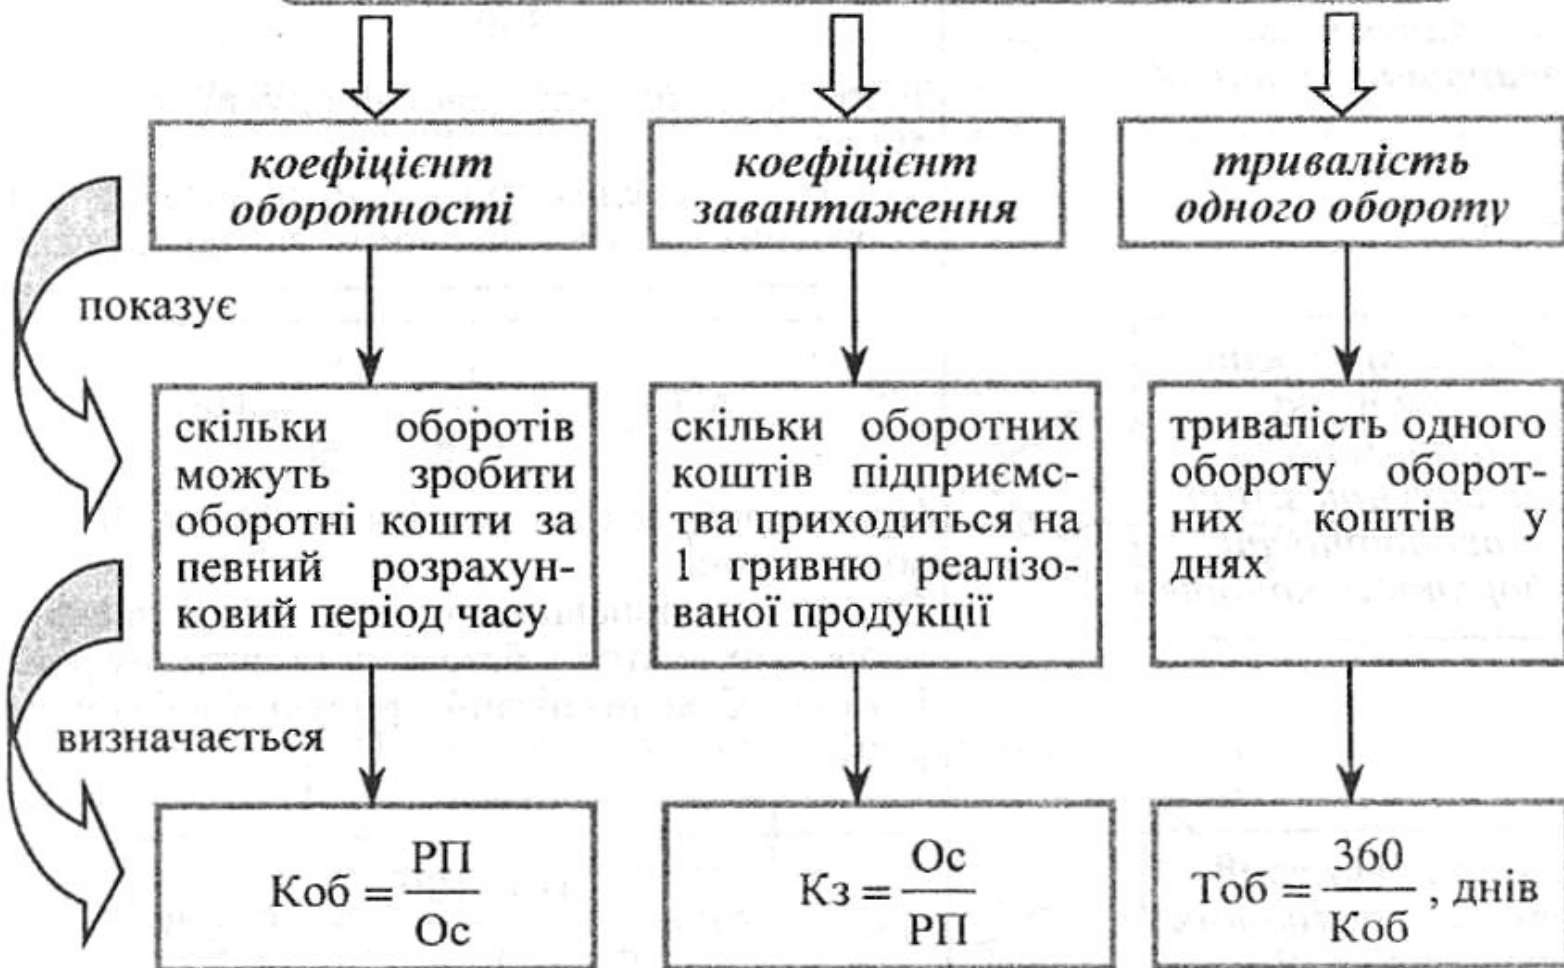 коефіцієнт
оборотності
коефіцієнт
завантаження
тривалість
одного обороту
показує
скільки оборотів
можуть зробити
оборотні кошти за
певний розрахун-
ковий період часу
скільки оборотних
коштів підприємс-
тва приходиться на
1 гривню реалізо-
ваної продукції
тривалість одного
обороту оборот-
них коштів у
днях
визначається
Коб = РП / Ос
Кз = Ос / РП
Тоб = 360 / Коб , днів